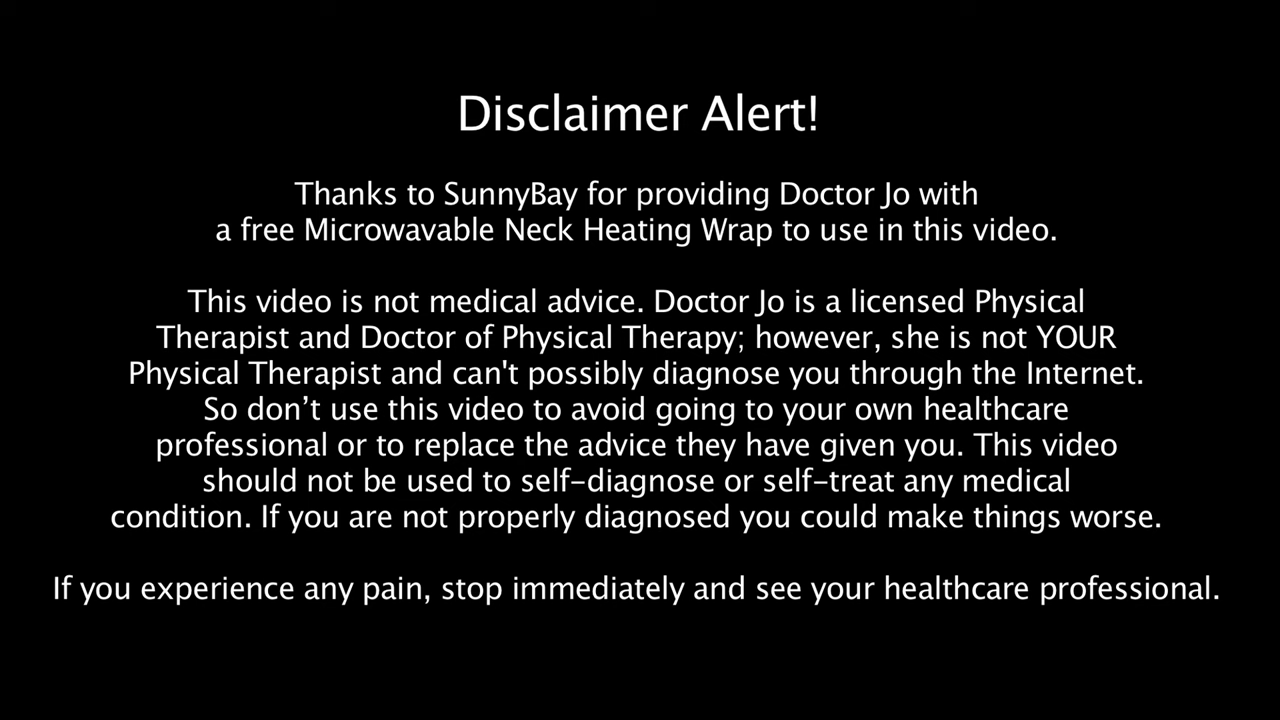 Disclaimer Alert!
Thanks to SunnyBay for providing Doctor Jo with
a free Microwavable Neck Heating Wrap to use in this video.
This video is not medical advice. Doctor Jo is a licensed Physical
Therapist and Doctor of Physical Therapy; however, she is not YOUR
Physical Therapist and can't possibly diagnose you through the Internet.
So don’t use this video to avoid going to your own healthcare
professional or to replace the advice they have given you. This video
should not be used to self-diagnose or self-treat any medical
condition. If you are not properly diagnosed you could make things worse.
If you experience any pain, stop immediately and see your healthcare professional.